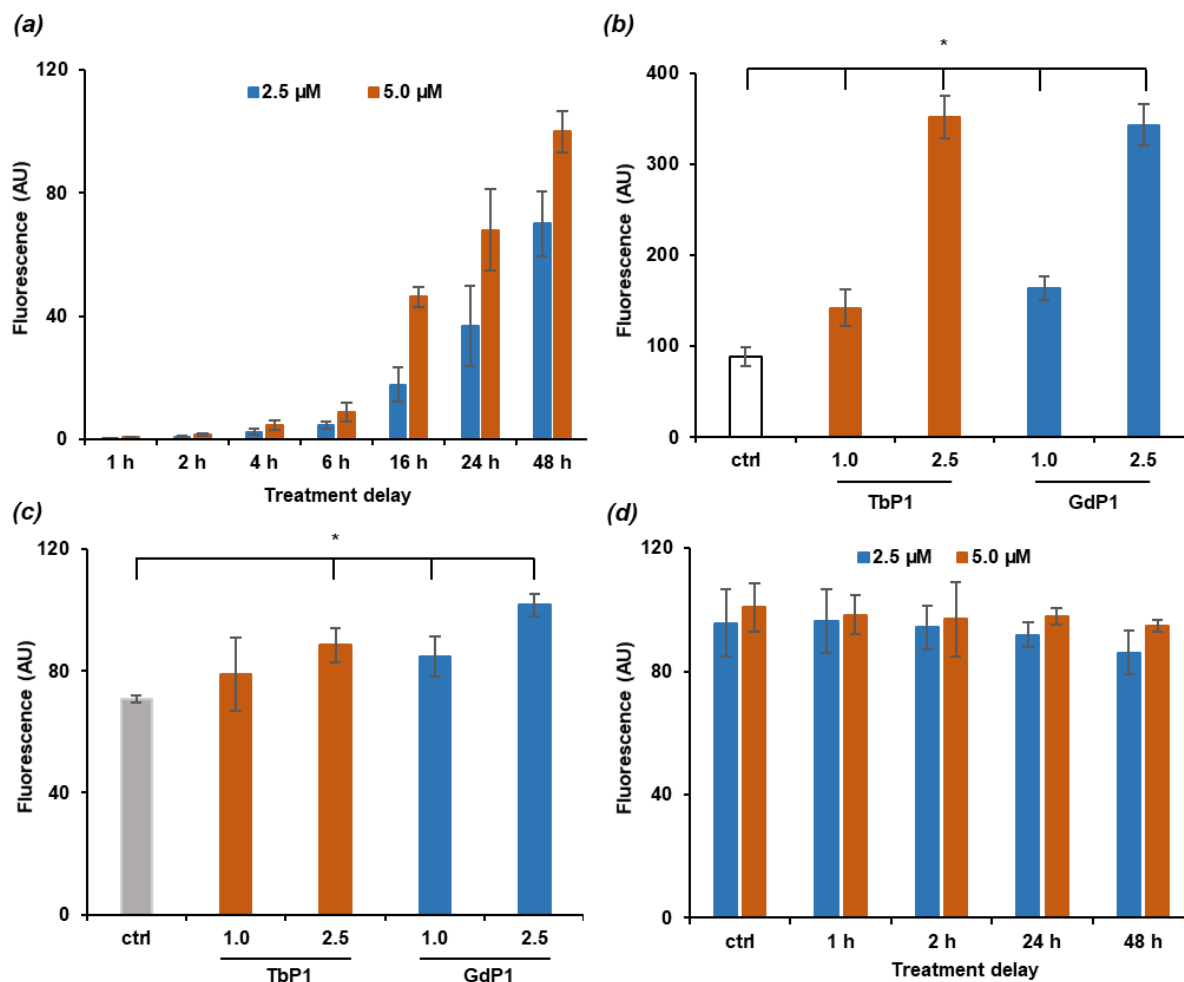 (a)
120
80
40
0
Fluorescence (AU)
2.5 µM 5.0 µM
1 h 2 h 4 h 6 h 16 h 24 h 48 h
Treatment delay
(b)
*
400
300
200
100
0
Fluorescence (AU)
ctrl 1.0 2.5 1.0 2.5
TbP1 GdP1
(c)
*
120
80
40
0
Fluorescence (AU)
ctrl 1.0 2.5 1.0 2.5
TbP1 GdP1
(d)
120
80
40
0
Fluorescence (AU)
2.5 µM 5.0 µM
ctrl 1 h 2 h 24 h 48 h
Treatment delay